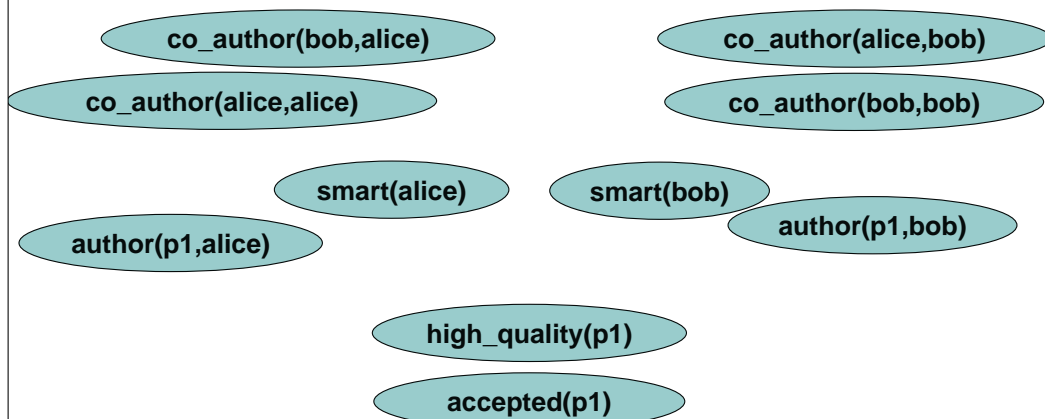 co_author(bob,alice)
co_author(alice,bob)
co_author(alice,alice)
co_author(bob,bob)
smart(alice)
smart(bob)
author(p1,bob)
author(p1,alice)
high_quality(p1)
accepted(p1)